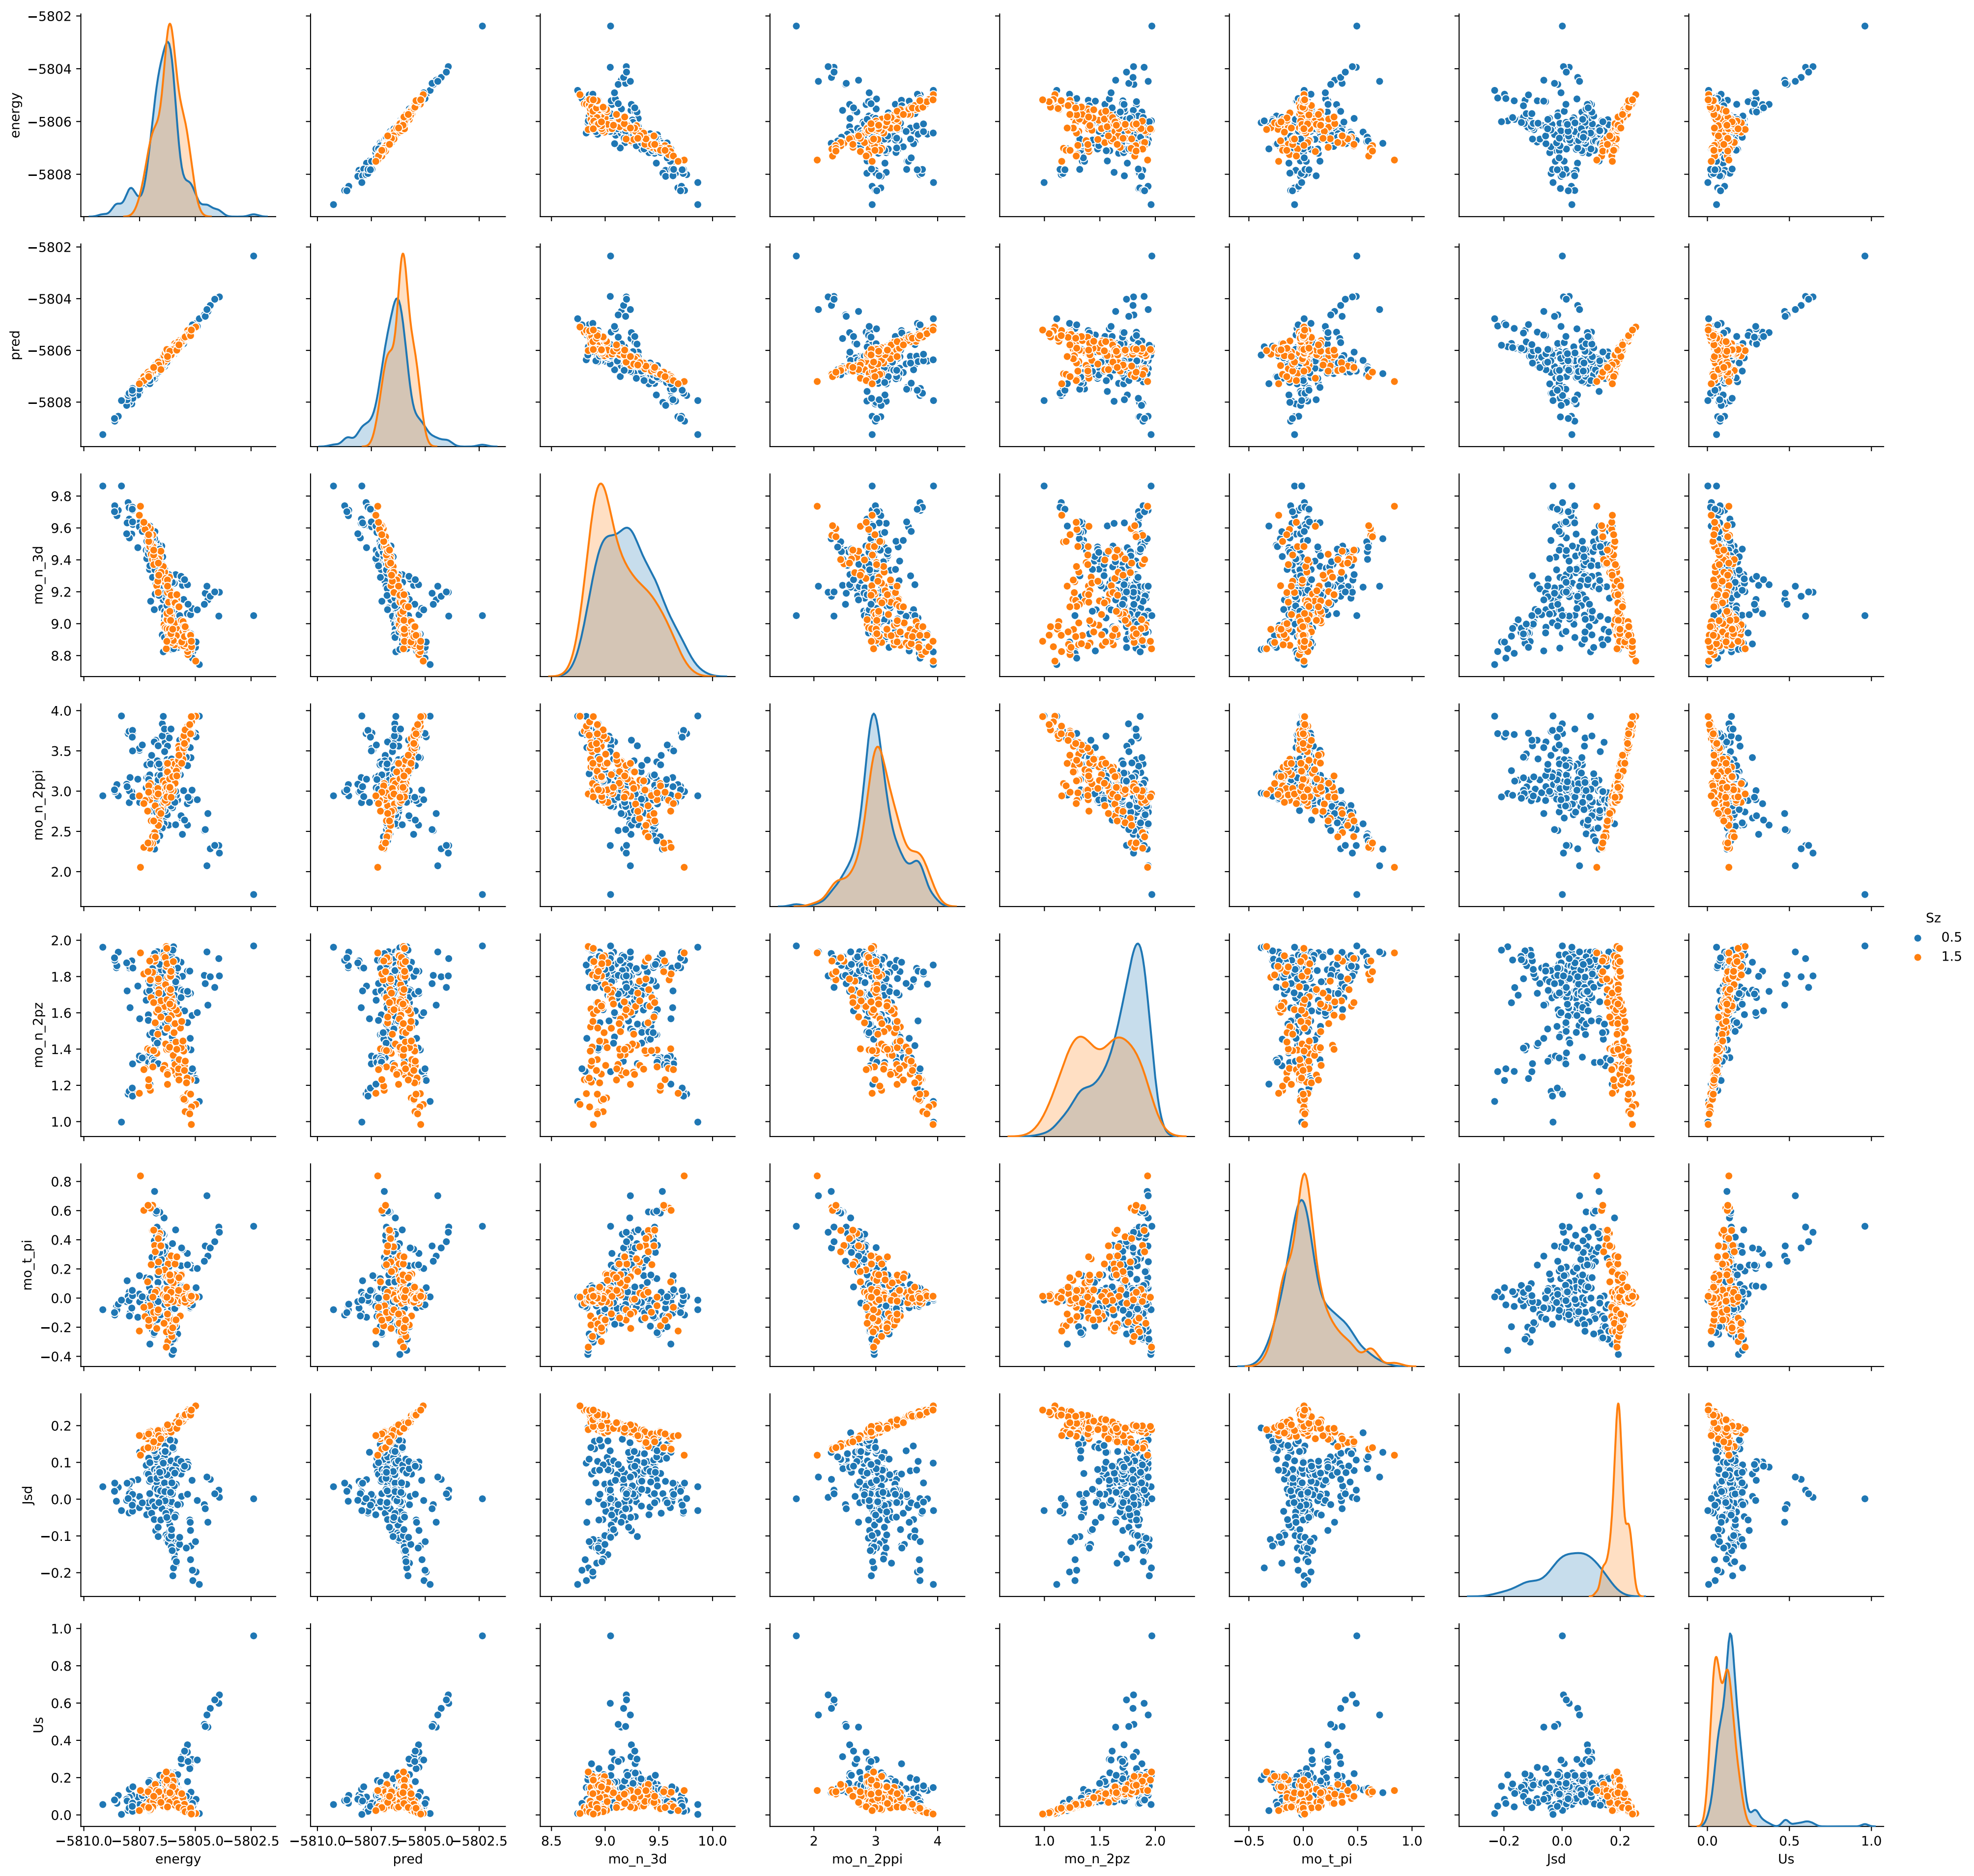 −5802
−5804
−5806
−5808
energy
−5802
−5804
−5806
−5808
pred
9.8
9.6
9.4
9.2
9.0
8.8
mo_n_3d
4.0
3.5
3.0
2.5
2.0
mo_n_2ppi
2.0
1.8
1.6
1.4
1.2
1.0
mo_n_2pz
Sz
0.5
1.5
0.8
0.6
0.4
0.2
0.0
−0.2
−0.4
mo_t_pi
0.2
0.1
0.0
−0.1
−0.2
Jsd
1.0
0.8
0.6
0.4
0.2
0.0
Us
−5810.0 −5807.5 −5805.0 −5802.5
energy
−5810.0 −5807.5 −5805.0 −5802.5
pred
8.5 9.0 9.5 10.0
mo_n_3d
2 3 4
mo_n_2ppi
1.0 1.5 2.0
mo_n_2pz
−0.5 0.0 0.5 1.0
mo_t_pi
−0.2 0.0 0.2
Jsd
0.0 0.5 1.0
Us